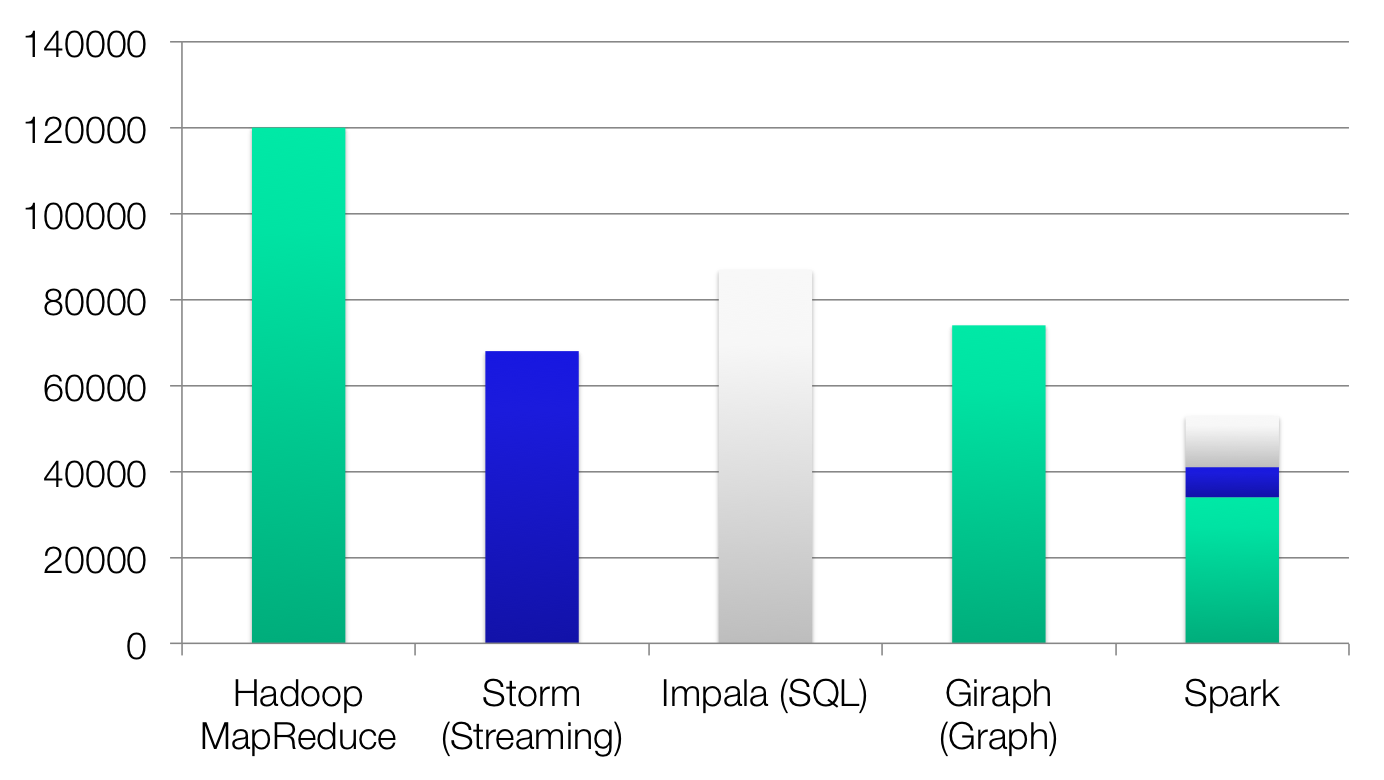 140000
120000
100000
80000
60000
40000
20000
0
Hadoop
MapReduce
Storm
(Streaming)
Impala (SQL)
Giraph
(Graph)
Spark